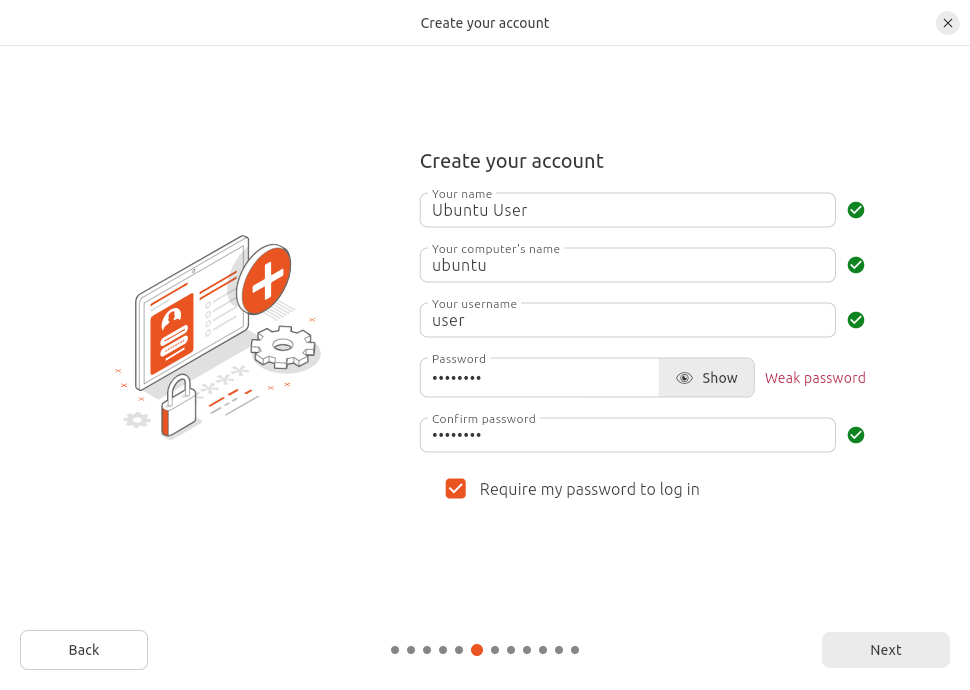 Create your account
Create your account
Your name
Ubuntu User
Your computer's name
ubuntu
Your username
user
Password
••••••••
Show
Weak password
Confirm password
••••••••
Require my password to log in
Back
Next